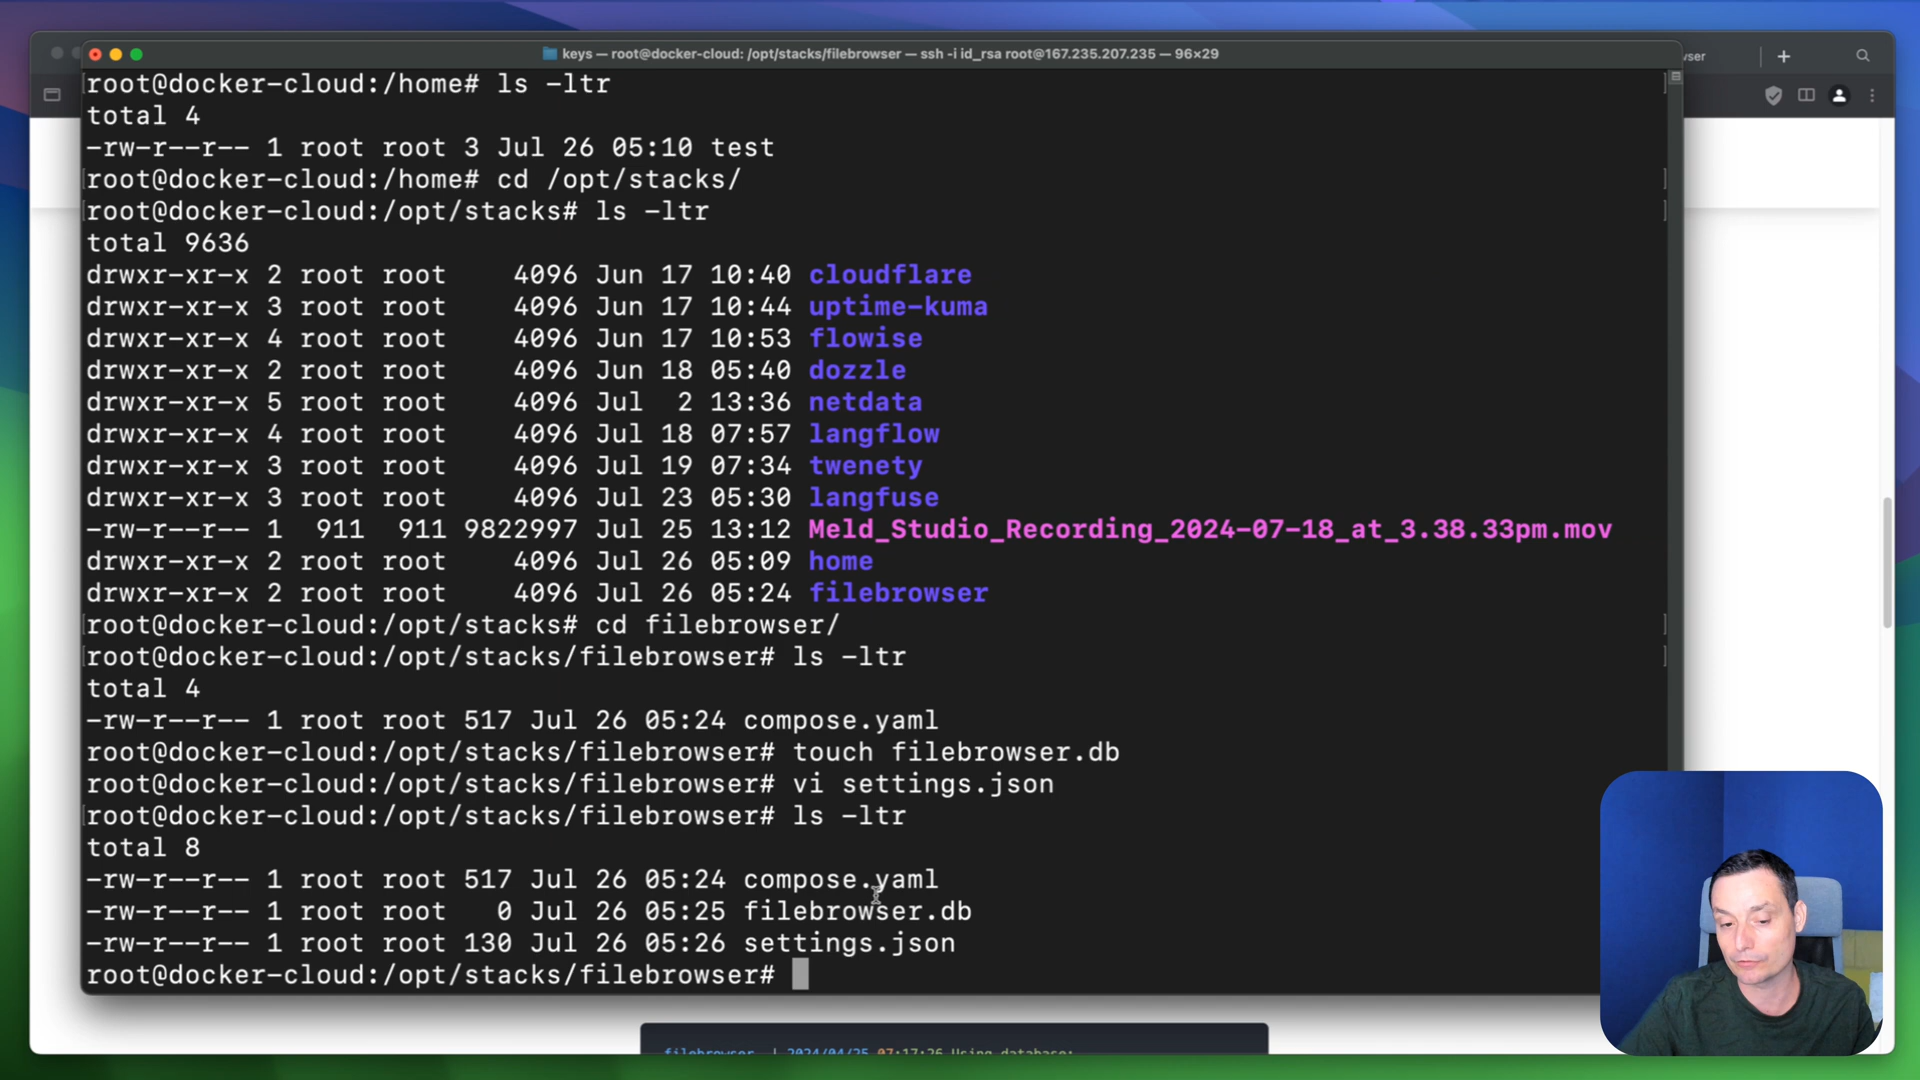 keys — root@docker-cloud: /opt/stacks/filebrowser — ssh -i id_rsa root@167.235.207.235 — 96×29
root@docker-cloud:/home# ls -ltr
total 4
-rw-r--r-- 1 root root 3 Jul 26 05:10 test
root@docker-cloud:/home# cd /opt/stacks/
root@docker-cloud:/opt/stacks# ls -ltr
total 9636
drwxr-xr-x 2 root root    4096 Jun 17 10:40 cloudflare
drwxr-xr-x 3 root root    4096 Jun 17 10:44 uptime-kuma
drwxr-xr-x 4 root root    4096 Jun 17 10:53 flowise
drwxr-xr-x 2 root root    4096 Jun 18 05:40 dozzle
drwxr-xr-x 5 root root    4096 Jul  2 13:36 netdata
drwxr-xr-x 4 root root    4096 Jul 18 07:57 langflow
drwxr-xr-x 3 root root    4096 Jul 19 07:34 twenety
drwxr-xr-x 3 root root    4096 Jul 23 05:30 langfuse
-rw-r--r-- 1  911  911 9822997 Jul 25 13:12 Meld_Studio_Recording_2024-07-18_at_3.38.33pm.mov
drwxr-xr-x 2 root root    4096 Jul 26 05:09 home
drwxr-xr-x 2 root root    4096 Jul 26 05:24 filebrowser
root@docker-cloud:/opt/stacks# cd filebrowser/
root@docker-cloud:/opt/stacks/filebrowser# ls -ltr
total 4
-rw-r--r-- 1 root root 517 Jul 26 05:24 compose.yaml
root@docker-cloud:/opt/stacks/filebrowser# touch filebrowser.db
root@docker-cloud:/opt/stacks/filebrowser# vi settings.json
root@docker-cloud:/opt/stacks/filebrowser# ls -ltr
total 8
-rw-r--r-- 1 root root 517 Jul 26 05:24 compose.yaml
-rw-r--r-- 1 root root   0 Jul 26 05:25 filebrowser.db
-rw-r--r-- 1 root root 130 Jul 26 05:26 settings.json
root@docker-cloud:/opt/stacks/filebrowser#
filebrowser | 2024/04/25 07:17:26 Using database: